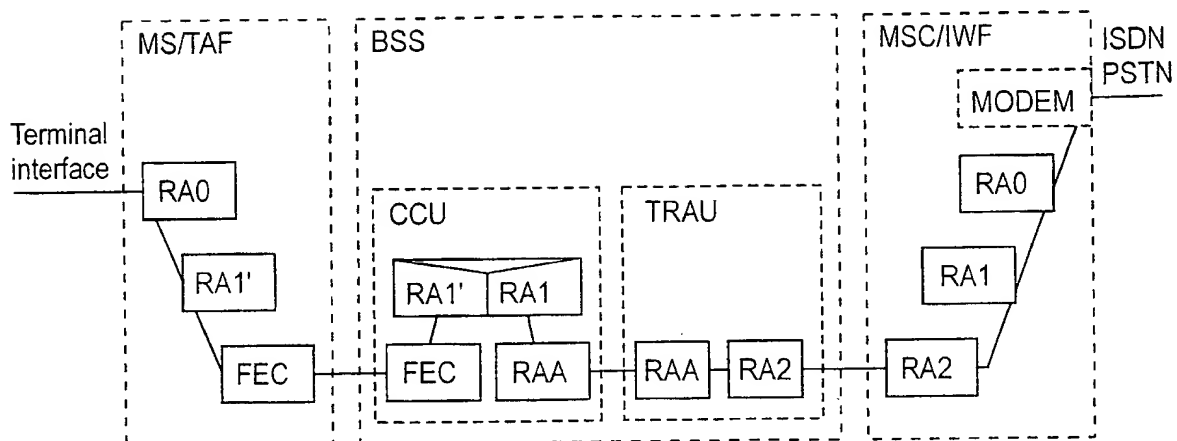 MS/TAF
BSS
MSC/IWF
ISDN
PSTN
MODEM
Terminal
interface
RA0
RA0
CCU
TRAU
RA1'
RA1'
RA1
RA1
FEC
FEC
RAA
RAA
RA2
RA2